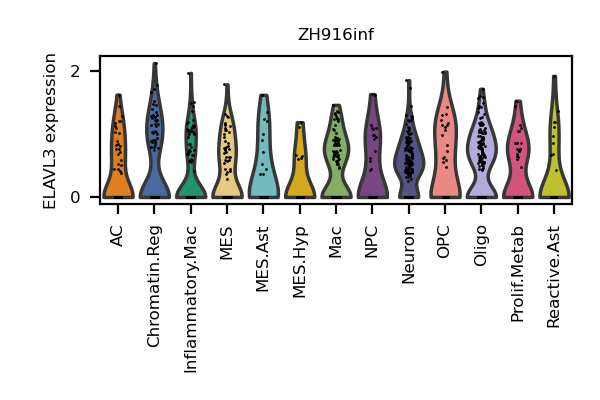 ZH916inf
ELAVL3 expression
2
0
AC
Chromatin.Reg
Inflammatory.Mac
MES
MES.Ast
MES.Hyp
Mac
NPC
Neuron
OPC
Oligo
Prolif.Metab
Reactive.Ast